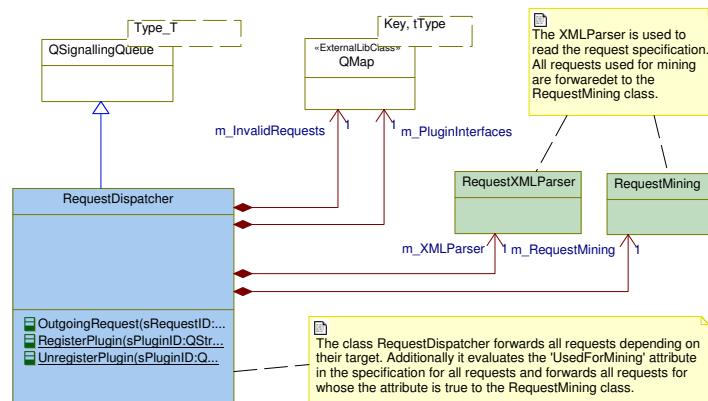 Type_T
QSignallingQueue
Key, tType
«ExternalLibClass»
QMap
The XMLParser is used to
read the request specification.
All requests used for mining
are forwaredet to the
RequestMining class.
m_InvalidRequests
1
m_PluginInterfaces
1
RequestDispatcher
RequestXMLParser
RequestMining
m_XMLParser
1
m_RequestMining
1
OutgoingRequest(sRequestID:...
RegisterPlugin(sPluginID:QStr...
UnregisterPlugin(sPluginID:Q...
The class RequestDispatcher forwards all requests depending on
their target. Additionally it evaluates the 'UsedForMining' attribute
in the specification for all requests and forwards all requests for
whose the attribute is true to the RequestMining class.